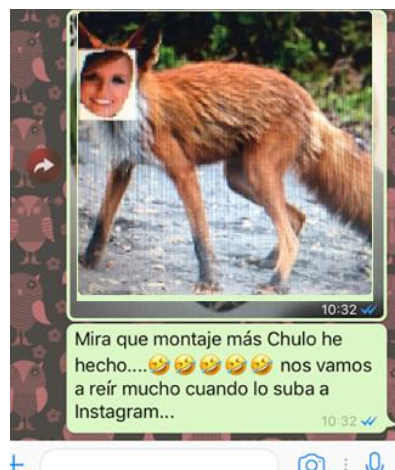 10:32
Mira que montaje más Chulo he
hecho....🤣🤣🤣🤣🤣 nos vamos
a reír mucho cuando lo suba a
Instagram...
10:32